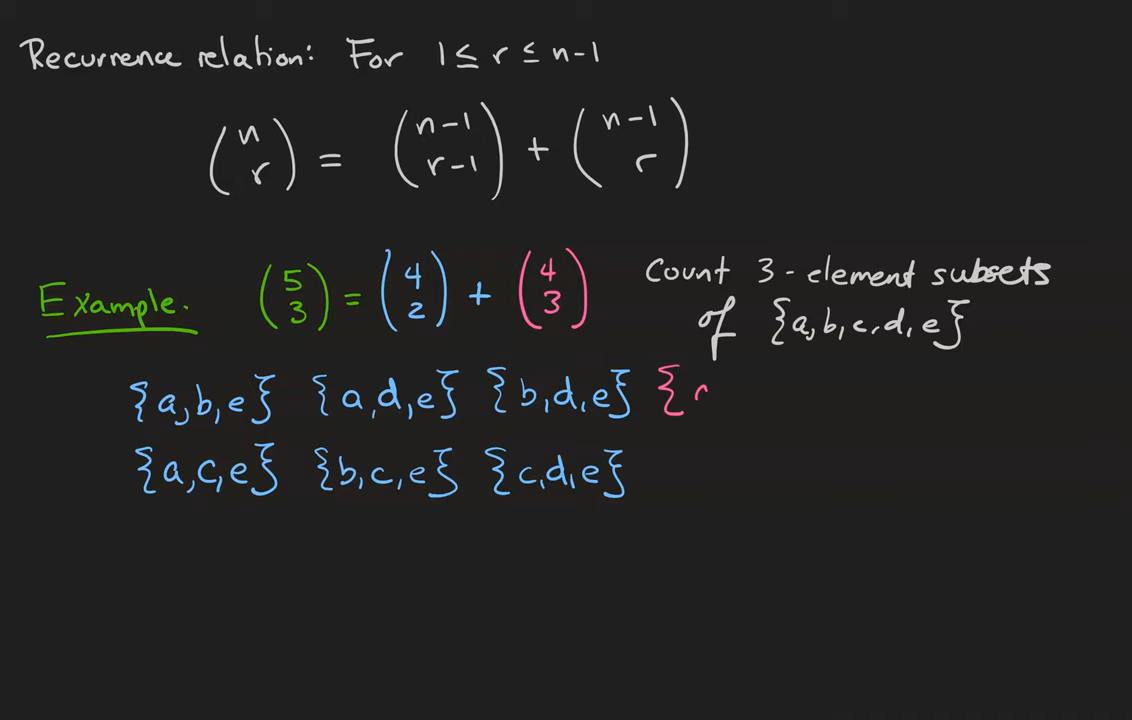 Recurrence relation: For 1 ≤ r ≤ n-1
(n r) = (n-1 r-1) + (n-1 r)
Example. (5 3) = (4 2) + (4 3) Count 3-element subsets
of {a,b,c,d,e}
{a,b,e} {a,d,e} {b,d,e} {
{a,c,e} {b,c,e} {c,d,e}